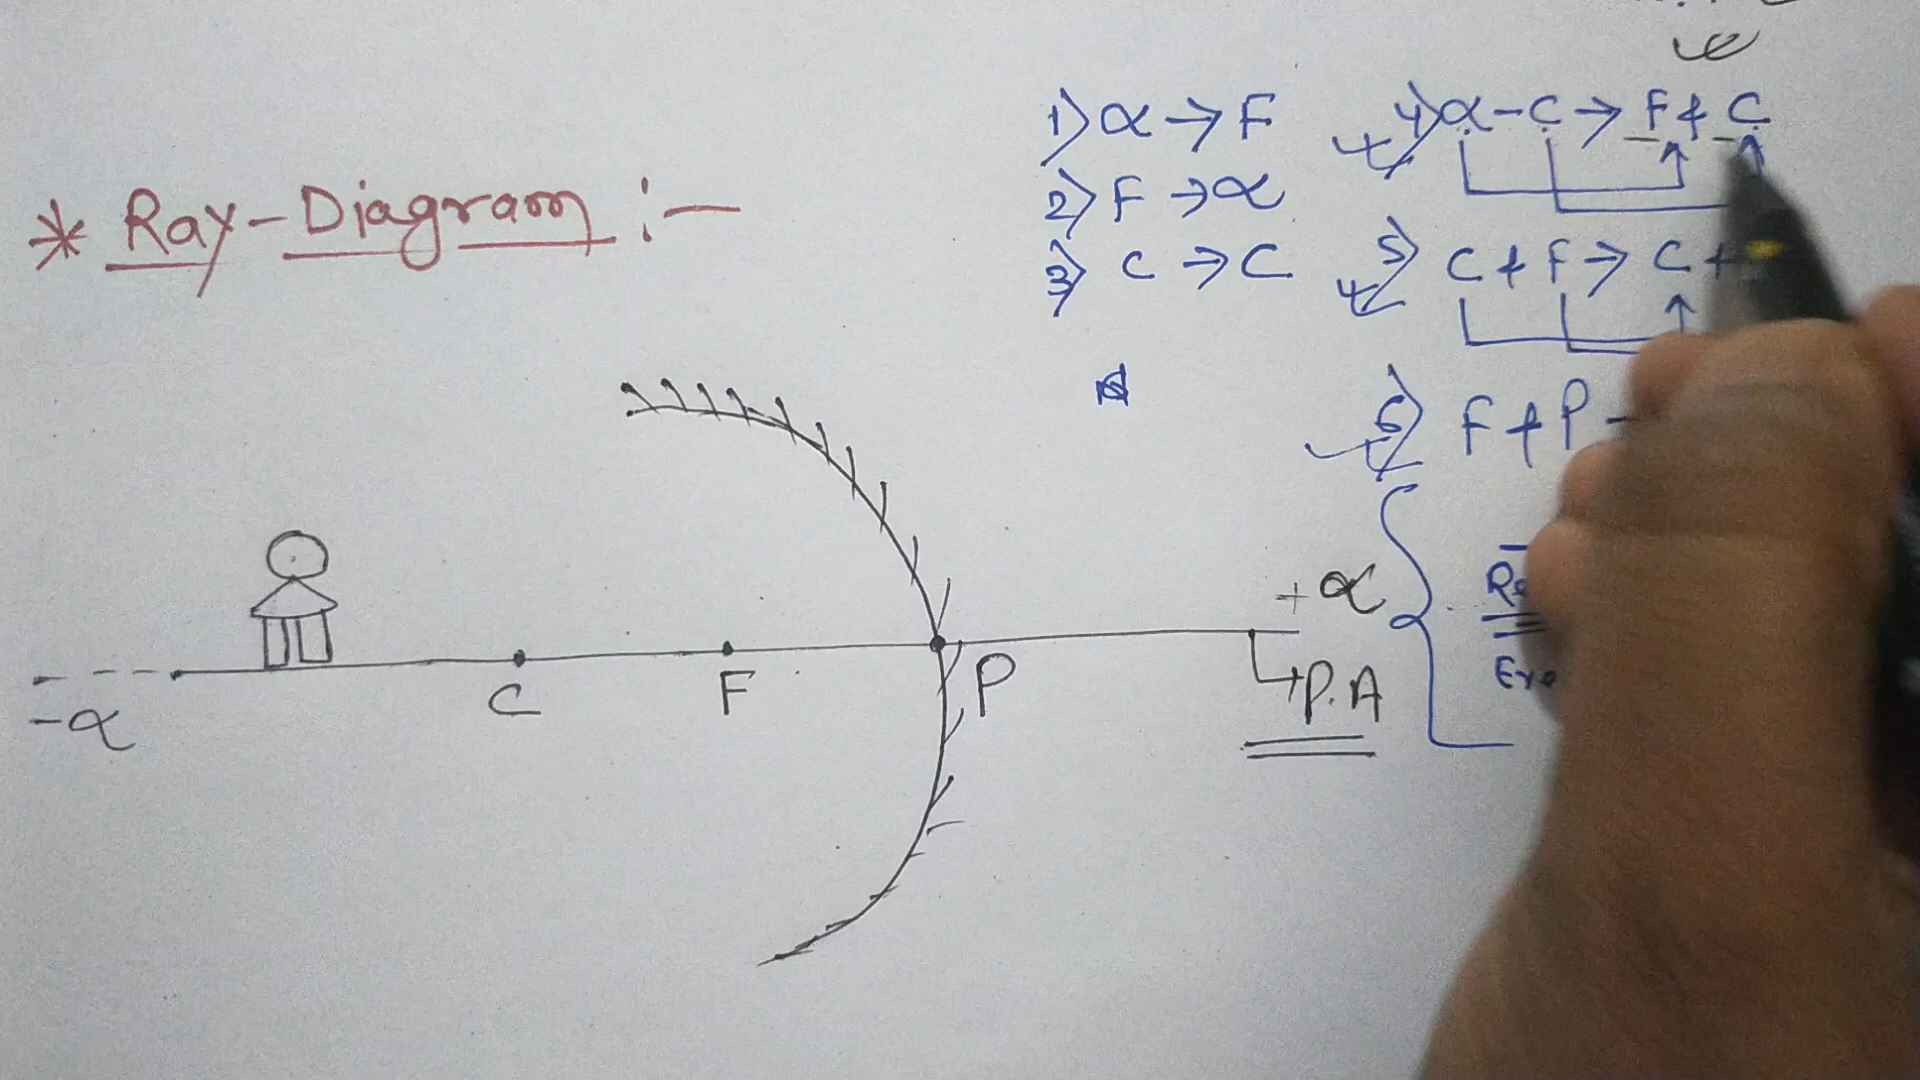 * Ray-Diagram :-
1) α → F
2) F → α
3) C → C
4) α - C → F + C
5) C + F → C +
6) F + P -
-α
C
F
P
+ α
P.A